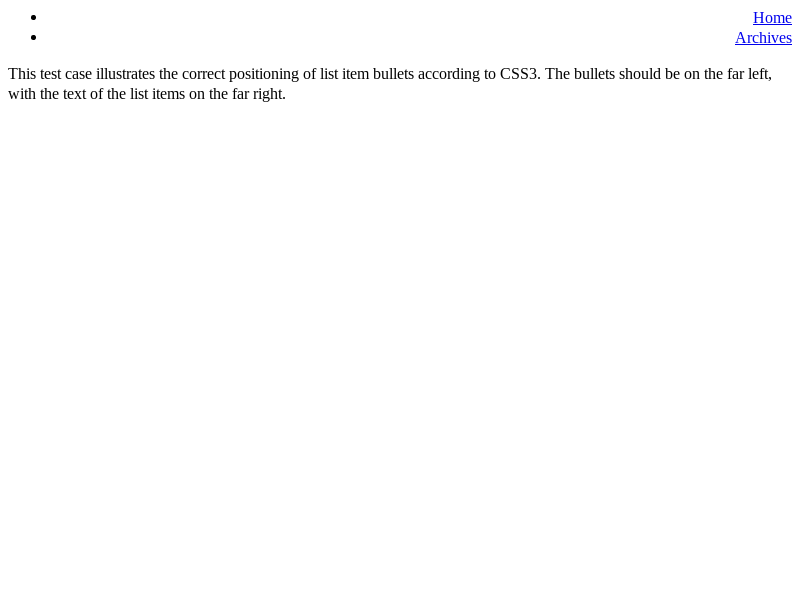 Home
Archives
This test case illustrates the correct positioning of list item bullets according to CSS3. The bullets should be on the far left,
with the text of the list items on the far right.